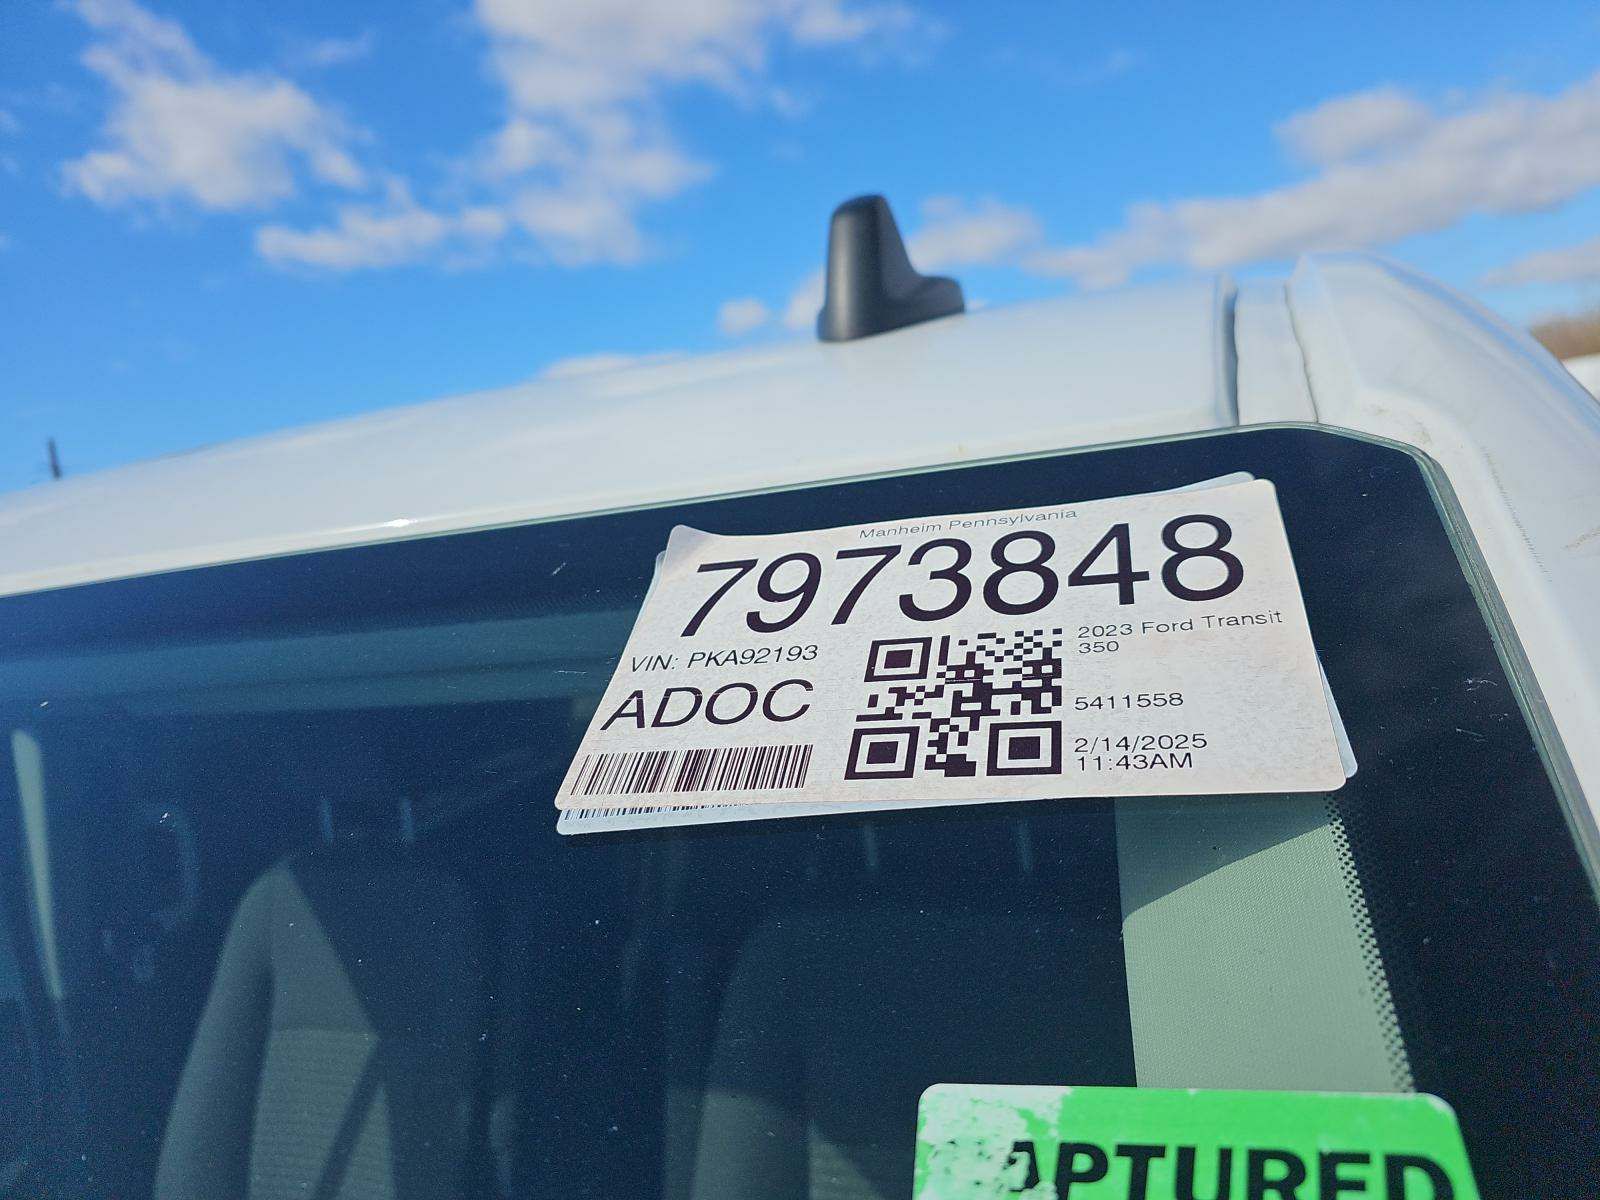 Manheim Pennsylvania
7973848
VIN: PKA92193
ADOC
2023 Ford Transit
350
5411558
2/14/2025
11:43AM
APTURED